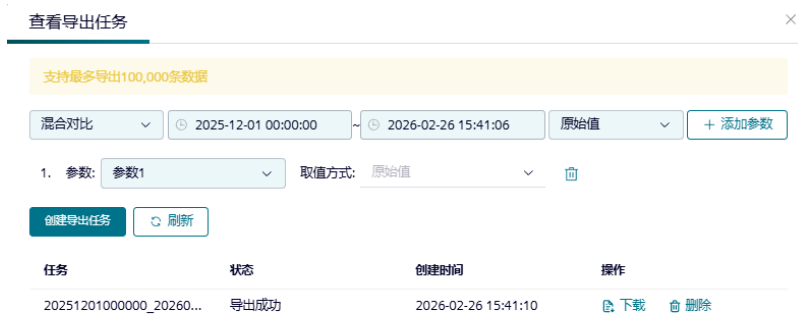 查看导出任务
支持最多导出100,000条数据
混合对比 2025-12-01 00:00:00 ~ 2026-02-26 15:41:06 原始值 + 添加参数
1. 参数: 参数1 取值方式: 原始值
创建导出任务 刷新
任务 状态 创建时间 操作
20251201000000_20260... 导出成功 2026-02-26 15:41:10 下载 删除